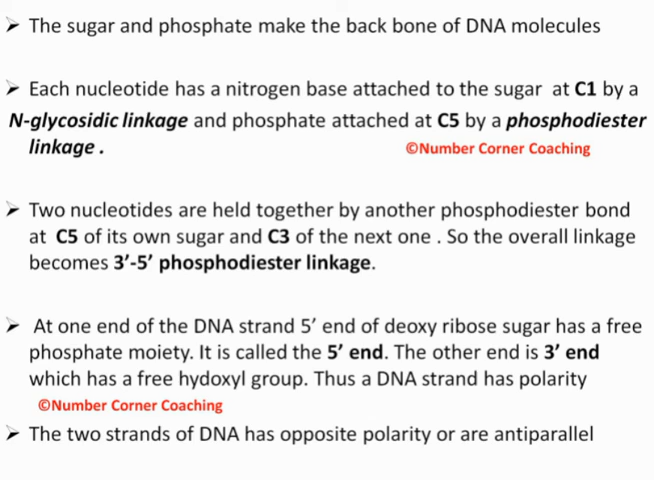 ➢ The sugar and phosphate make the back bone of DNA molecules
➢ Each nucleotide has a nitrogen base attached to the sugar at C1 by a
N-glycosidic linkage and phosphate attached at C5 by a phosphodiester
linkage .
©Number Corner Coaching
➢ Two nucleotides are held together by another phosphodiester bond
at C5 of its own sugar and C3 of the next one . So the overall linkage
becomes 3′-5′ phosphodiester linkage.
➢ At one end of the DNA strand 5′ end of deoxy ribose sugar has a free
phosphate moiety. It is called the 5′ end. The other end is 3′ end
which has a free hydoxyl group. Thus a DNA strand has polarity
©Number Corner Coaching
➢ The two strands of DNA has opposite polarity or are antiparallel